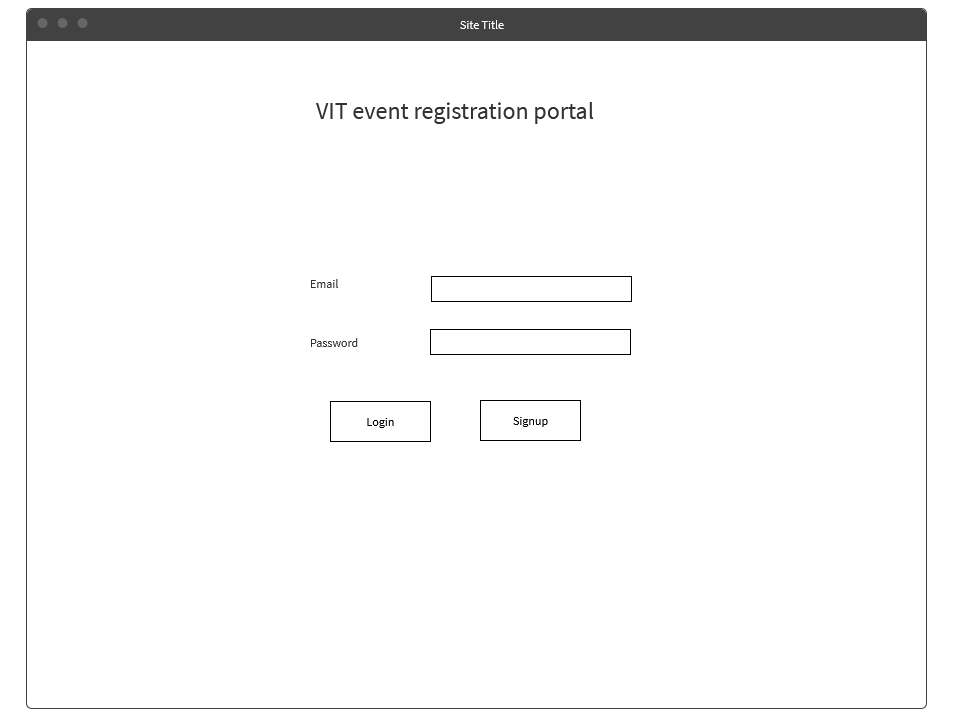 Site Title
VIT event registration portal
Email
Password
Login
Signup